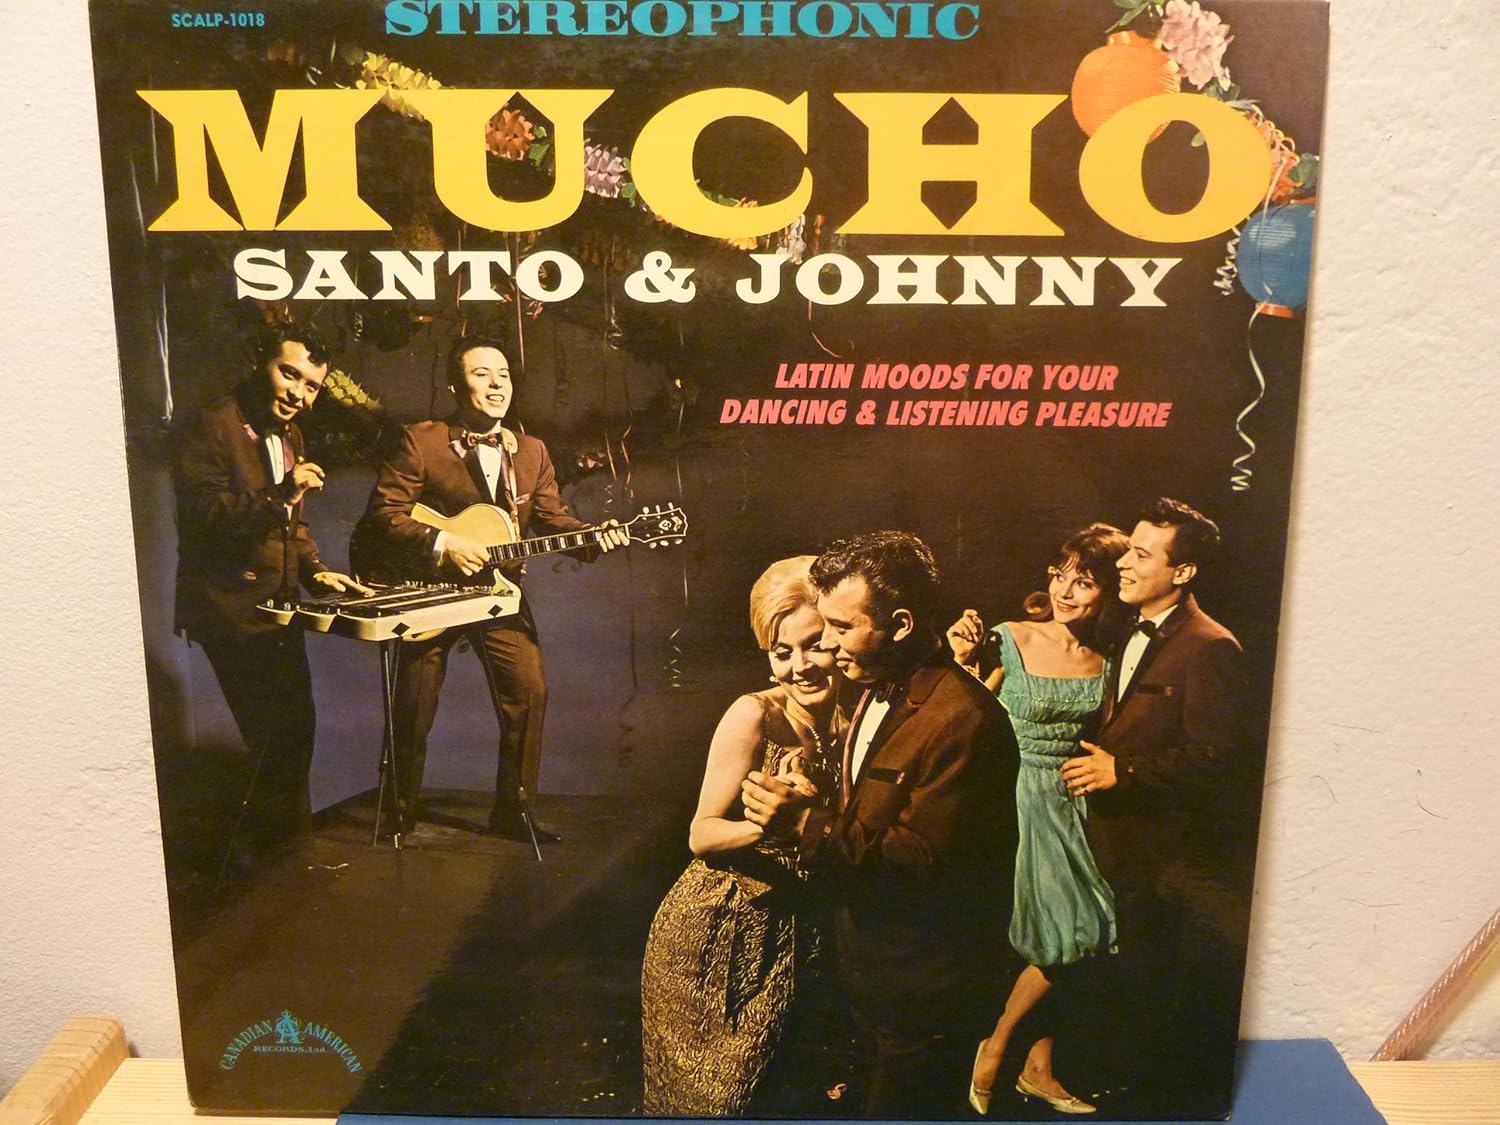 SCALP-1018
STEREOPHONIC
MUCHO
SANTO & JOHNNY
LATIN MOODS FOR YOUR
DANCING & LISTENING PLEASURE
CANADIAN A AMERICAN
RECORDS, Ltd.